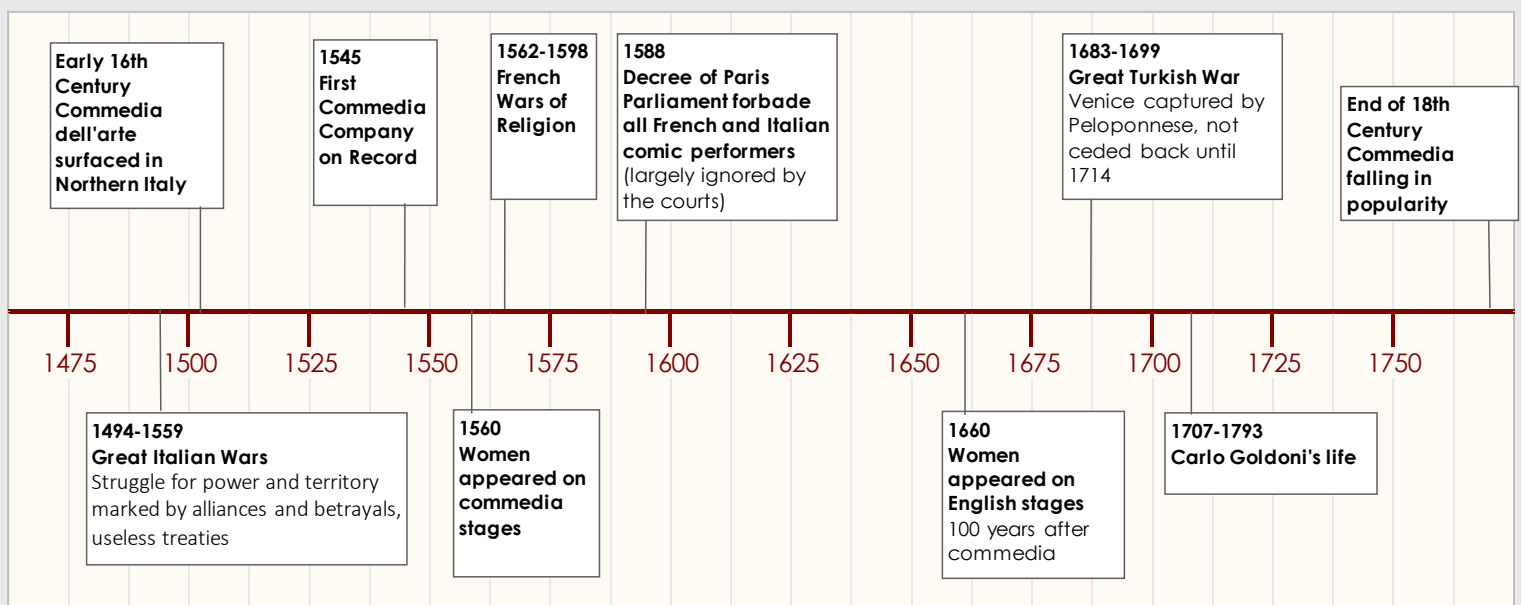 Early 16th
Century
Commedia
dell'arte
surfaced in
Northern Italy
1545
First
Commedia
Company
on Record
1562-1598
French
Wars of
Religion
1588
Decree of Paris
Parliament forbade
all French and Italian
comic performers
(largely ignored by
the courts)
1683-1699
Great Turkish War
Venice captured by
Peloponnese, not
ceded back until
1714
End of 18th
Century
Commedia
falling in
popularity
1475
1500
1525
1550
1575
1600
1625
1650
1675
1700
1725
1750
1494-1559
Great Italian Wars
Struggle for power and territory
marked by alliances and betrayals,
useless treaties
1560
Women
appeared on
commedia
stages
1660
Women
appeared on
English stages
100 years after
commedia
1707-1793
Carlo Goldoni's life